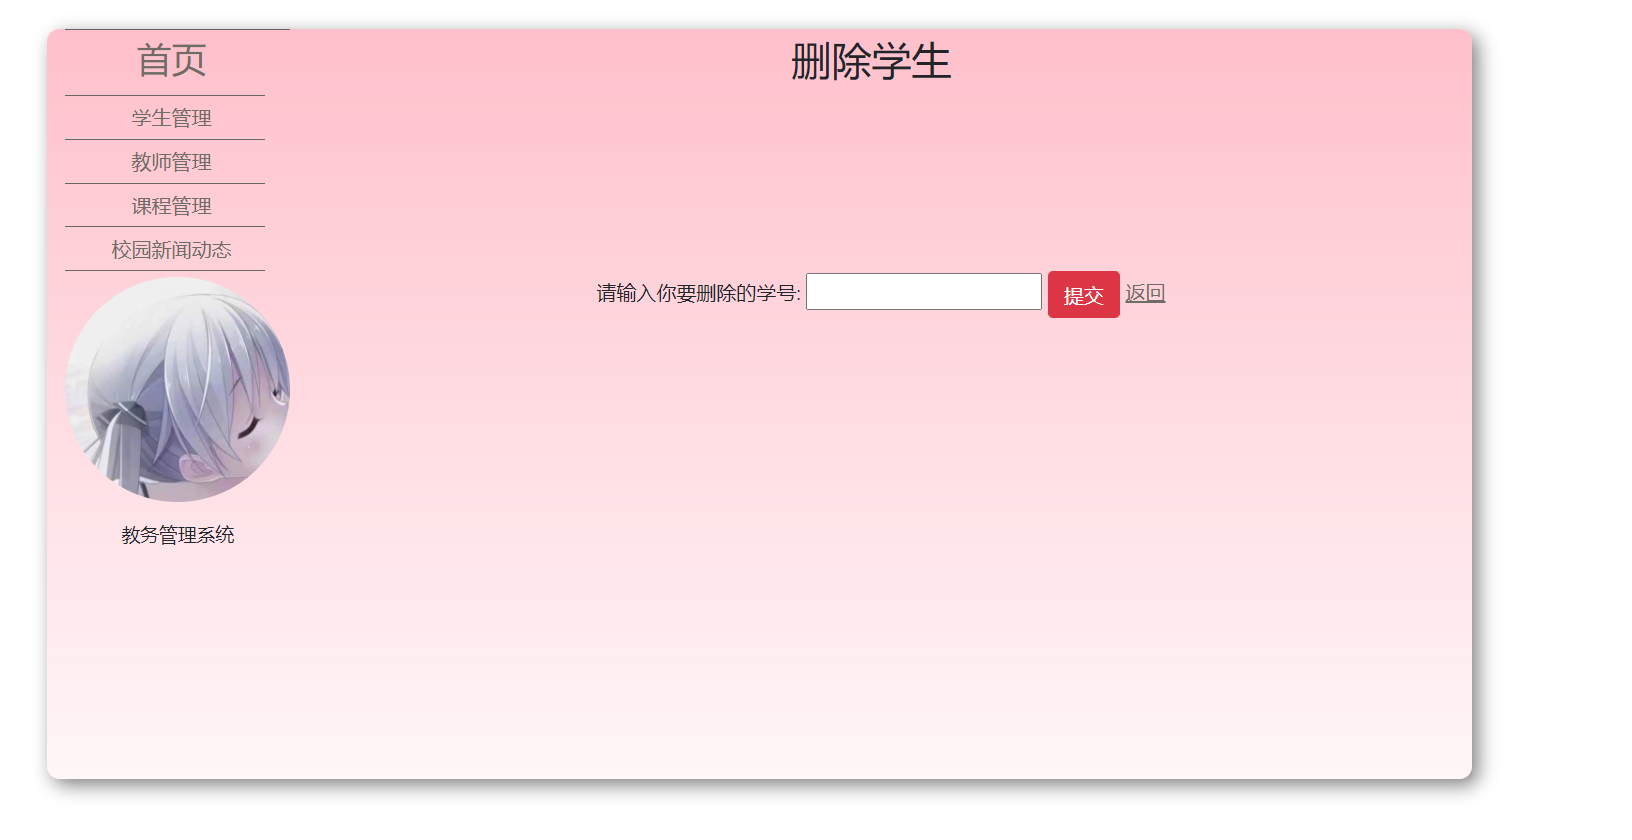 首页
学生管理
教师管理
课程管理
校园新闻动态
教务管理系统
删除学生
请输入你要删除的学号: 提交 返回